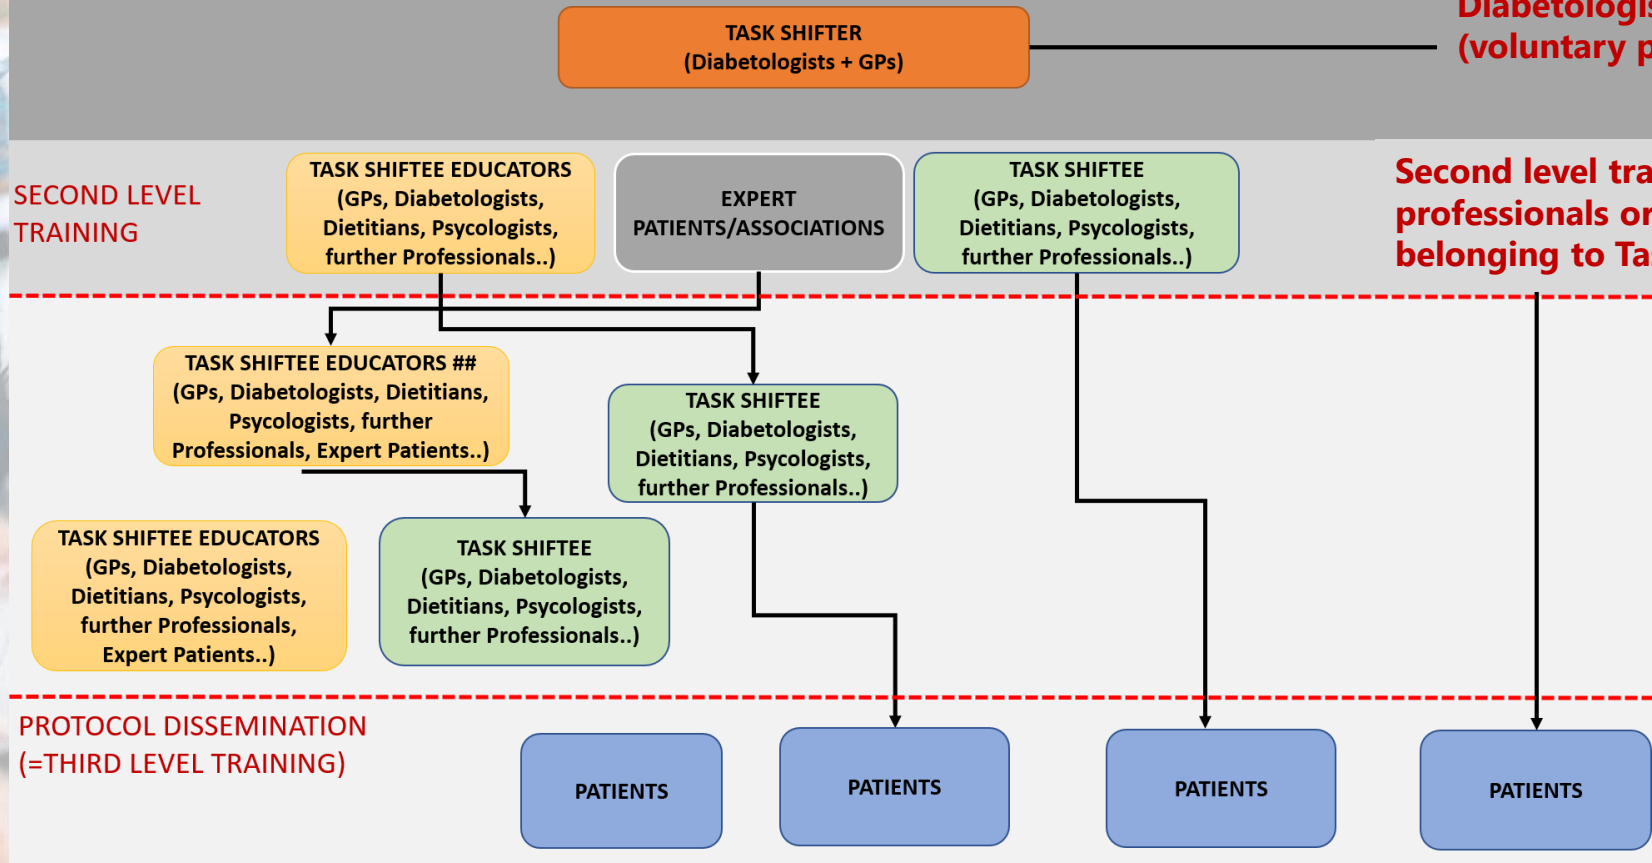 TASK SHIFTER
(Diabetologists + GPs)
(voluntary
SECOND LEVEL
TRAINING
TASK SHIFTEE EDUCATORS
(GPs, Diabetologists,
Dietitians, Psycologists,
further Professionals..)
EXPERT
PATIENTS/ASSOCIATIONS
TASK SHIFTEE
(GPs, Diabetologists,
Dietitians, Psycologists,
further Professionals..)
Second level
professionals
belonging to
TASK SHIFTEE EDUCATORS ##
(GPs, Diabetologists, Dietitians,
Psycologists, further
Professionals, Expert Patients..)
TASK SHIFTEE
(GPs, Diabetologists,
Dietitians, Psycologists,
further Professionals..)
TASK SHIFTEE EDUCATORS
(GPs, Diabetologists,
Dietitians, Psycologists,
further Professionals,
Expert Patients..)
TASK SHIFTEE
(GPs, Diabetologists,
Dietitians, Psycologists,
further Professionals..)
PROTOCOL DISSEMINATION
(=THIRD LEVEL TRAINING)
PATIENTS
PATIENTS
PATIENTS
PATIENTS